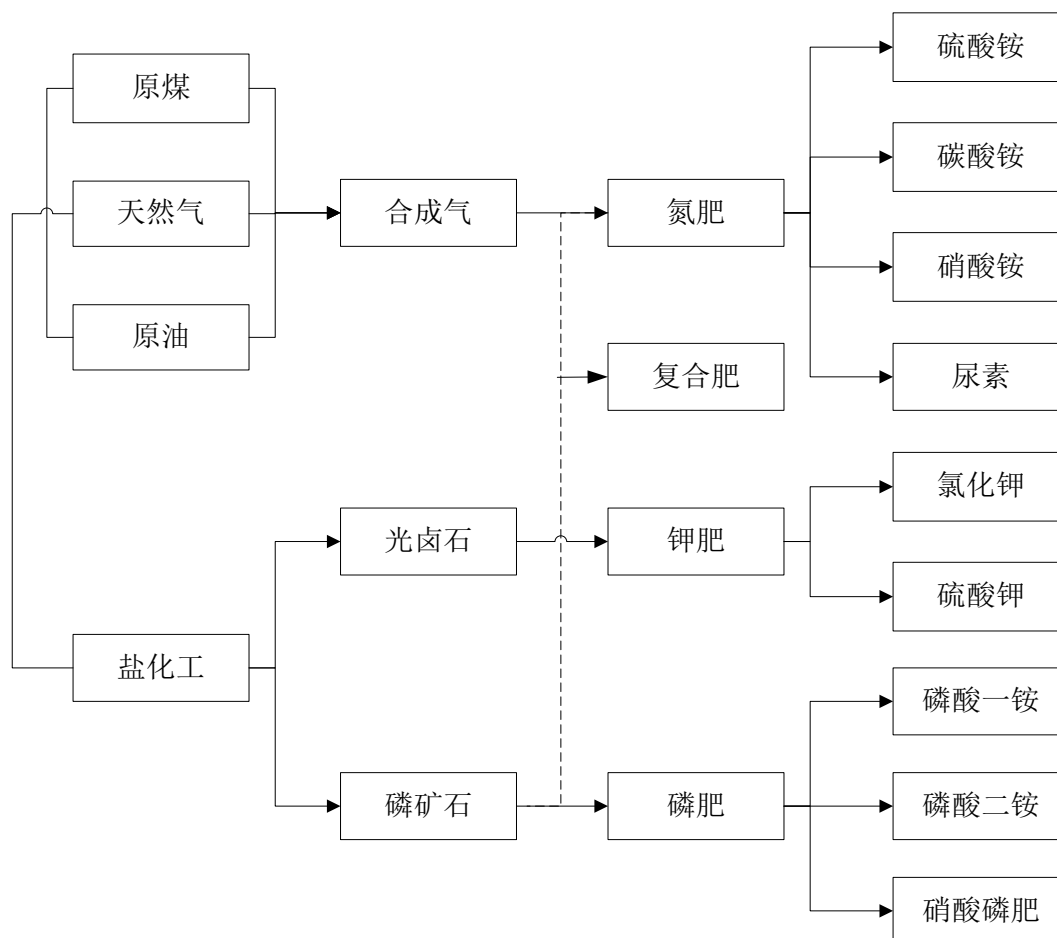 原煤
天然气
原油
盐化工
合成气
光卤石
磷矿石
氮肥
复合肥
钾肥
磷肥
硫酸铵
碳酸铵
硝酸铵
尿素
氯化钾
硫酸钾
磷酸一铵
磷酸二铵
硝酸磷肥